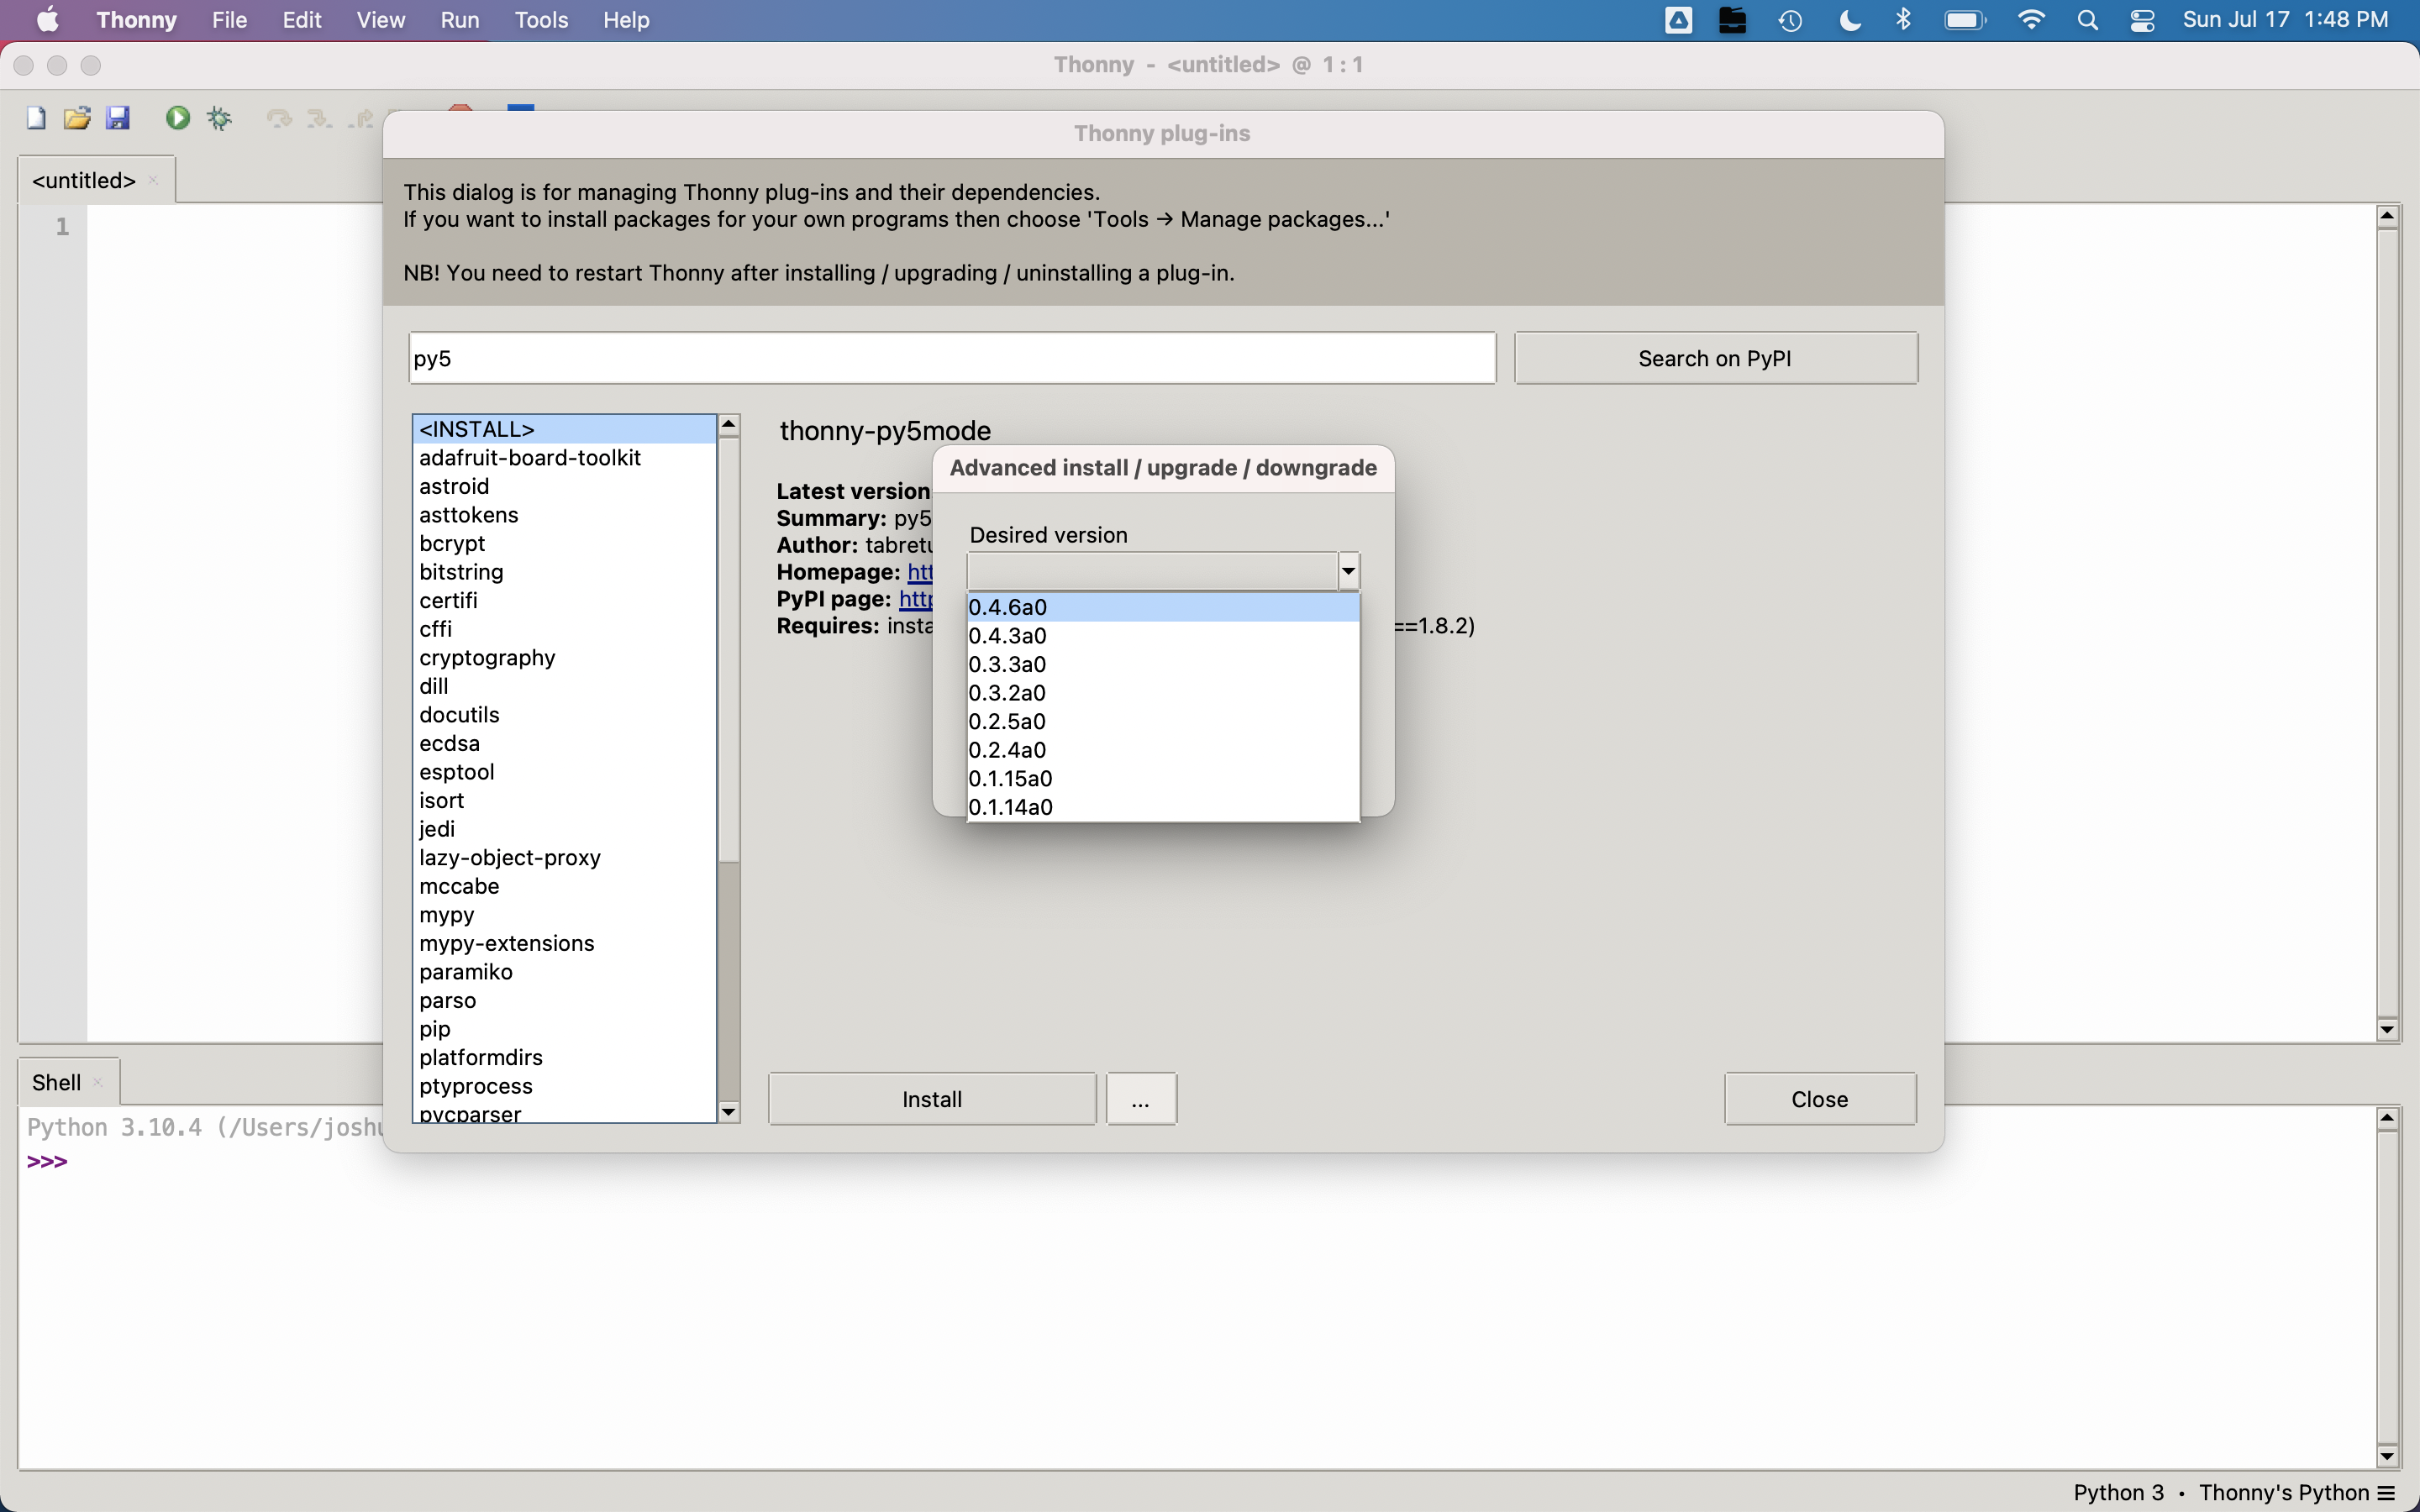 Thonny File Edit View Run Tools Help Sun Jul 17 1:48 PM
Thonny - <untitled> @ 1:1
<untitled>
1
Thonny plug-ins
This dialog is for managing Thonny plug-ins and their dependencies.
If you want to install packages for your own programs then choose 'Tools → Manage packages...'
NB! You need to restart Thonny after installing / upgrading / uninstalling a plug-in.
py5
Search on PyPI
<INSTALL>
adafruit-board-toolkit
astroid
asttokens
bcrypt
bitstring
certifi
cffi
cryptography
dill
docutils
ecdsa
esptool
isort
jedi
lazy-object-proxy
mccabe
mypy
mypy-extensions
paramiko
parso
pip
platformdirs
ptyprocess
pycparser
thonny-py5mode
Latest version
Summary: py5
Author: tabretu
Homepage: htt
PyPI page: http
Requires: insta ==1.8.2)
Advanced install / upgrade / downgrade
Desired version
0.4.6a0
0.4.3a0
0.3.3a0
0.3.2a0
0.2.5a0
0.2.4a0
0.1.15a0
0.1.14a0
Install
...
Close
Shell
Python 3.10.4 (/Users/joshu
>>>
Python 3 • Thonny's Python ≡